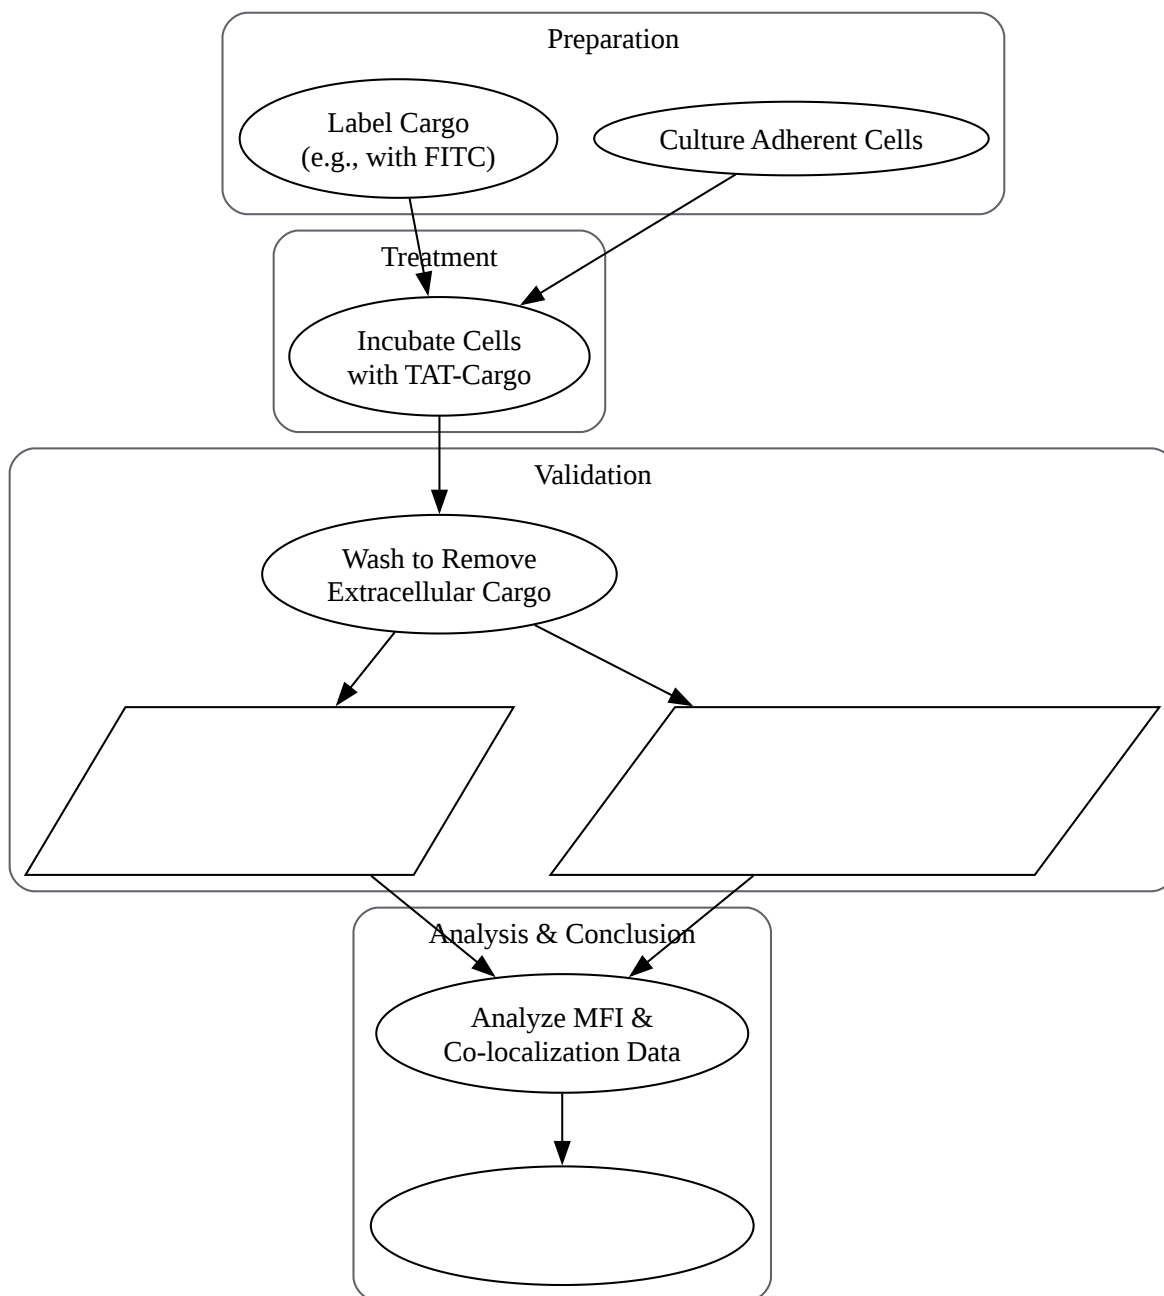 Preparation
Label Cargo
(e.g., with FITC)
Culture Adherent Cells
Treatment
Incubate Cells
with TAT-Cargo
Validation
Wash to Remove
Extracellular Cargo
Analysis & Conclusion
Analyze MFI &
Co-localization Data